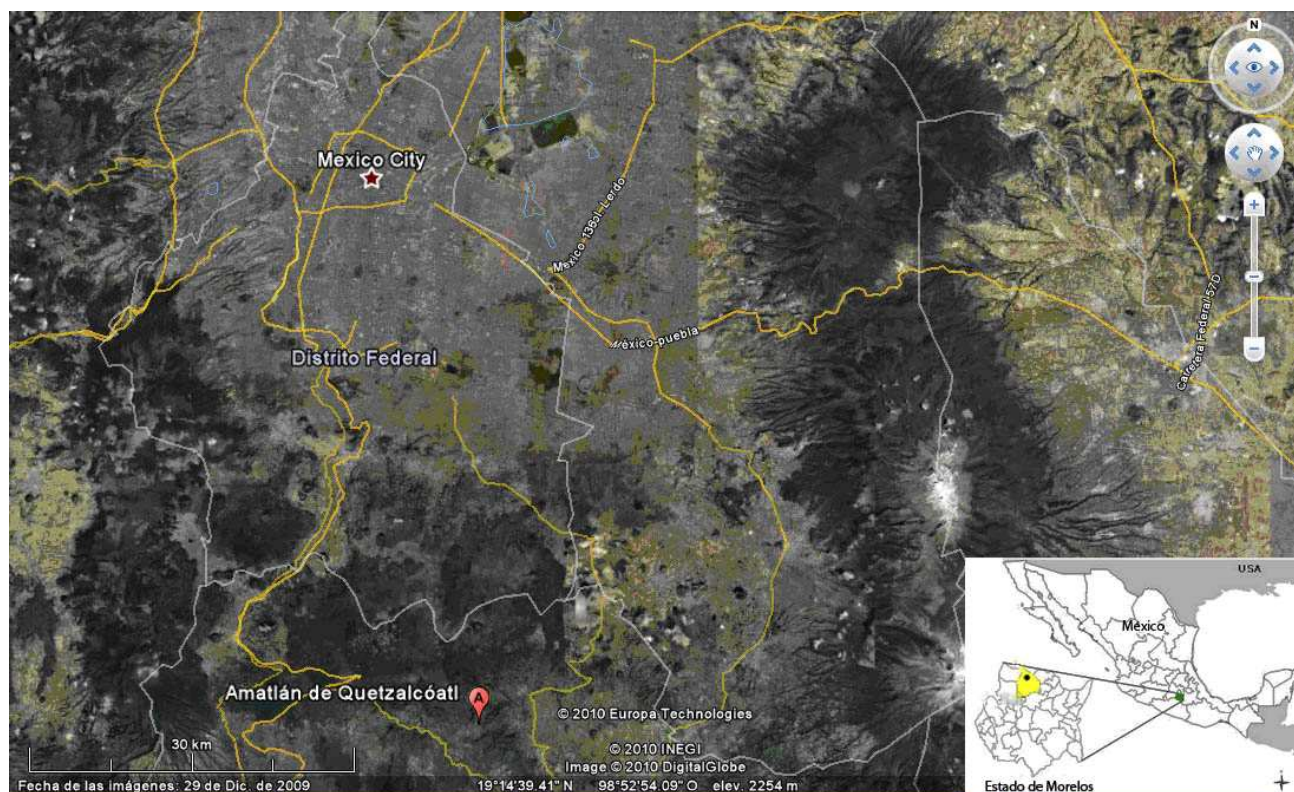 N
Mexico City
Mexico 136
l. Lerdo
México-puebla
Carretera Federal 57D
Distrito Federal
USA
México
Amatlán de Quetzalcóatl
A
© 2010 Europa Technologies
30 km
© 2010 INEGI
Image © 2010 DigitalGlobe
Fecha de las imágenes: 29 de Dic. de 2009
19°14'39.41" N 98°52'54.09" O elev. 2254 m
Estado de Morelos